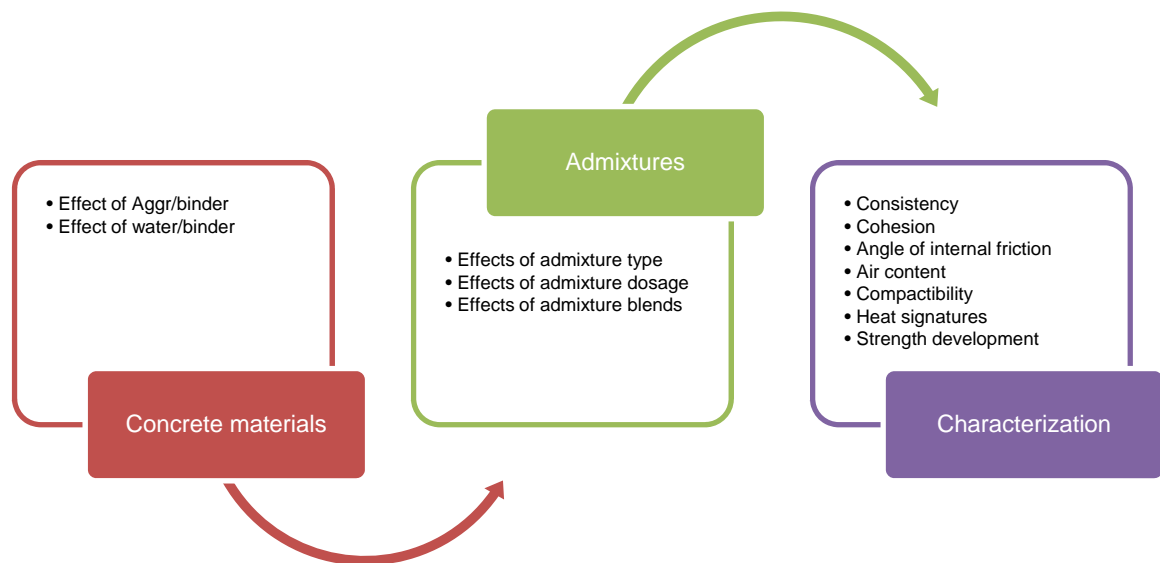 • Effect of Aggr/binder
• Effect of water/binder
Concrete materials
Admixtures
• Effects of admixture type
• Effects of admixture dosage
• Effects of admixture blends
• Consistency
• Cohesion
• Angle of internal friction
• Air content
• Compactibility
• Heat signatures
• Strength development
Characterization